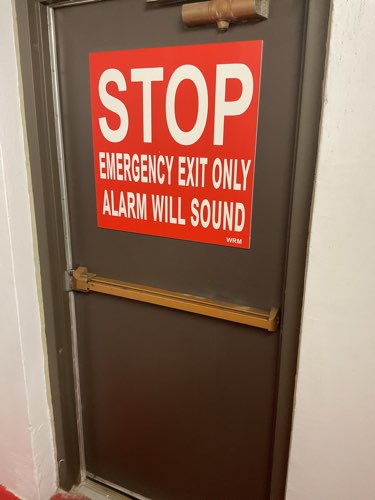 STOP
EMERGENCY EXIT ONLY
ALARM WILL SOUND
WRM